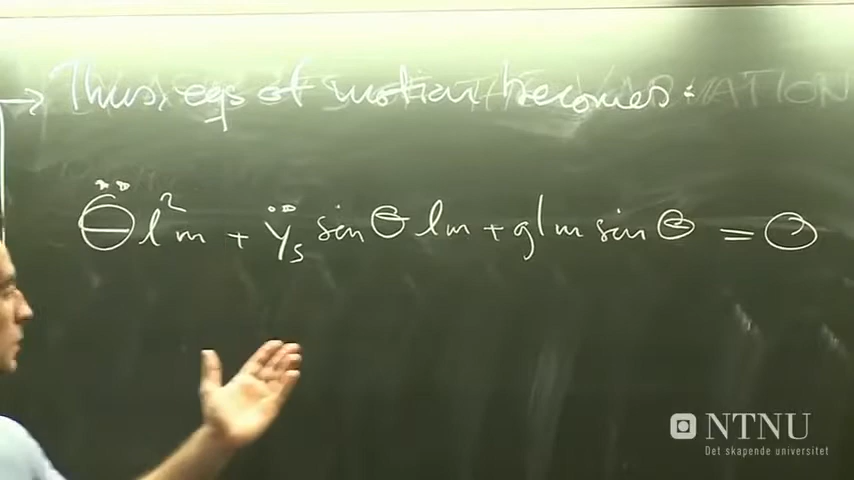 → Thus, eqs of motion becomes:
Θ̈ l²m + ÿₛ sin Θ lm + glm sin Θ = 0
NTNU
Det skapende universitet